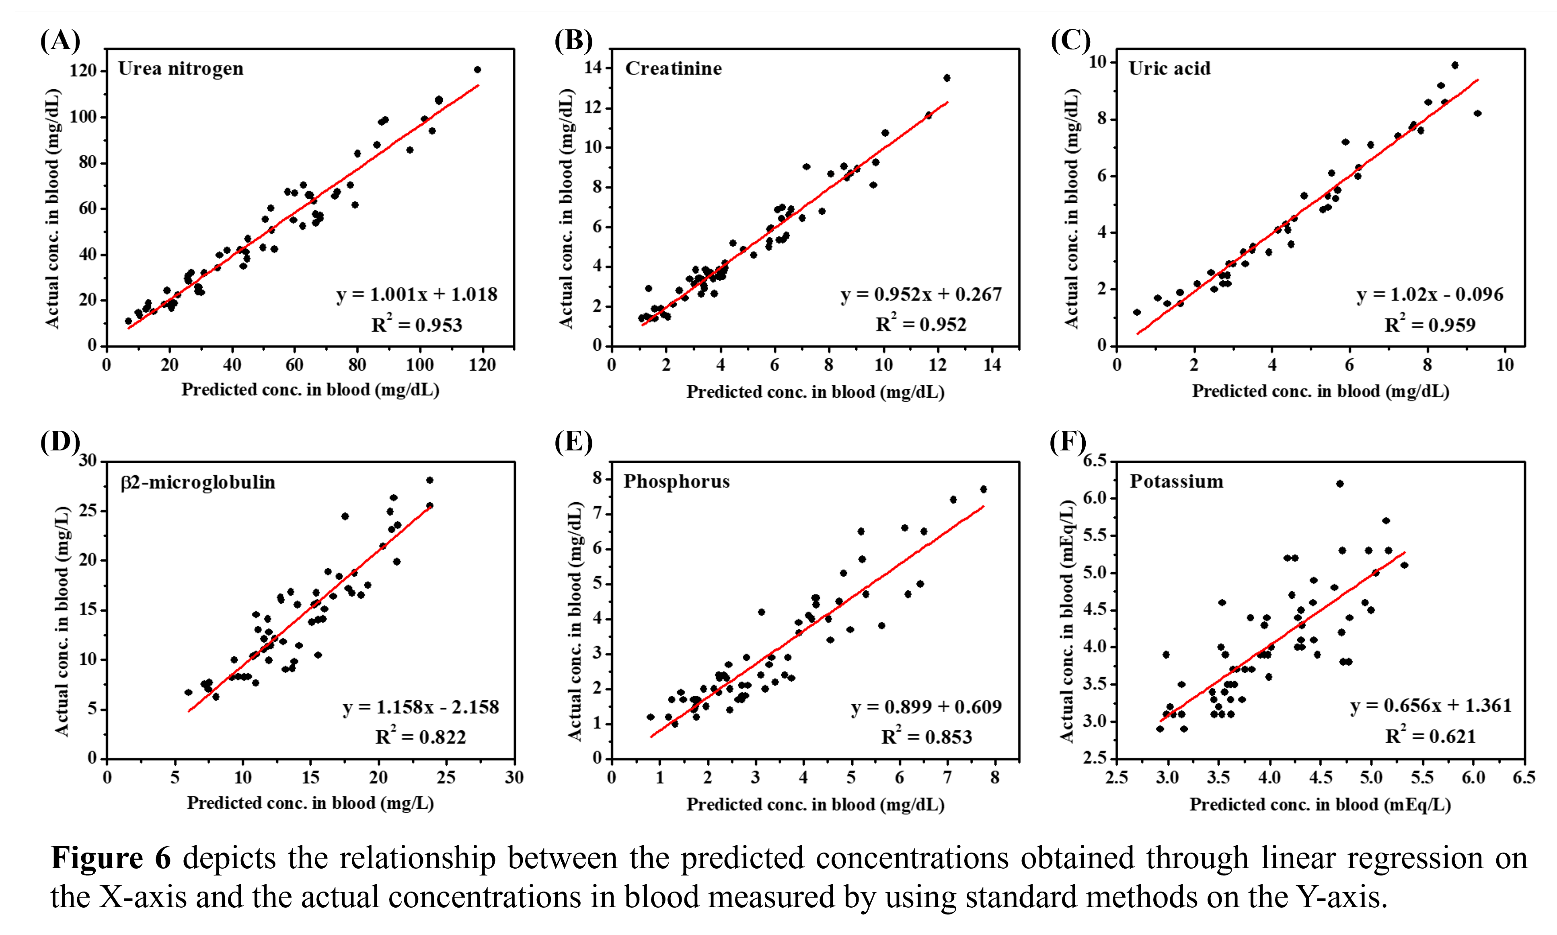 (A)
Urea nitrogen
Actual conc. in blood (mg/dL)
120
100
80
60
40
20
0
y = 1.001x + 1.018
R² = 0.953
0 20 40 60 80 100 120
Predicted conc. in blood (mg/dL)
(B)
Creatinine
Actual conc. in blood (mg/dL)
14
12
10
8
6
4
2
0
y = 0.952x + 0.267
R² = 0.952
0 2 4 6 8 10 12 14
Predicted conc. in blood (mg/dL)
(C)
Uric acid
Actual conc. in blood (mg/dL)
10
8
6
4
2
0
y = 1.02x - 0.096
R² = 0.959
0 2 4 6 8 10
Predicted conc. in blood (mg/dL)
(D)
β2-microglobulin
Actual conc. in blood (mg/L)
30
25
20
15
10
5
0
y = 1.158x - 2.158
R² = 0.822
0 5 10 15 20 25 30
Predicted conc. in blood (mg/L)
(E)
Phosphorus
Actual conc. in blood (mg/dL)
8
7
6
5
4
3
2
1
0
y = 0.899 + 0.609
R² = 0.853
0 1 2 3 4 5 6 7 8
Predicted conc. in blood (mg/dL)
(F)
Potassium
Actual conc. in blood (mEq/L)
6.5
6.0
5.5
5.0
4.5
4.0
3.5
3.0
2.5
y = 0.656x + 1.361
R² = 0.621
2.5 3.0 3.5 4.0 4.5 5.0 5.5 6.0 6.5
Predicted conc. in blood (mEq/L)
Figure 6 depicts the relationship between the predicted concentrations obtained through linear regression on
the X-axis and the actual concentrations in blood measured by using standard methods on the Y-axis.